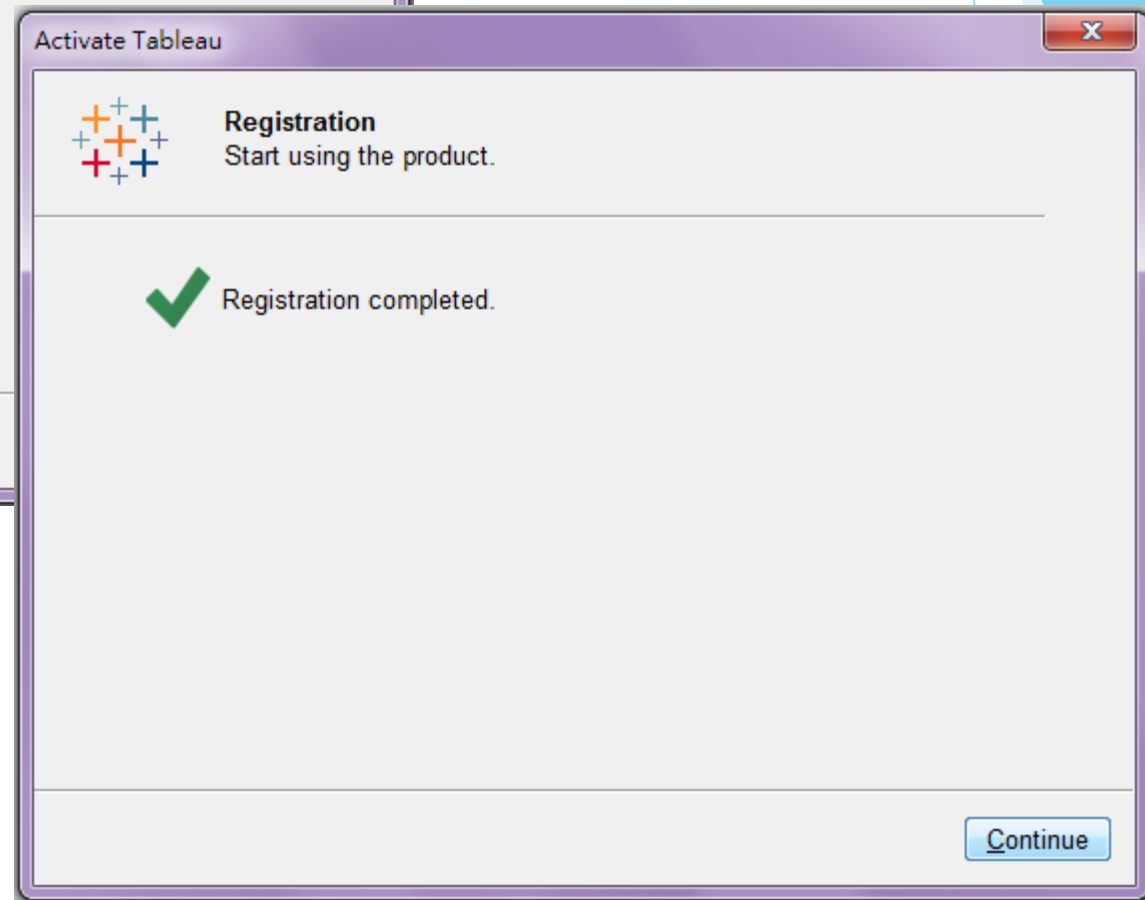 Activate Tableau
Registration
Start using the product.
Registration completed.
Continue